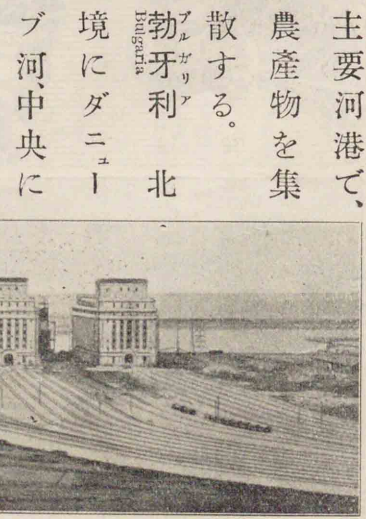 主要河港で、
農產物を集
散する。
勃牙利 北
ブルガリア
Bulgaria
境にダニュー
ブ河、中央に